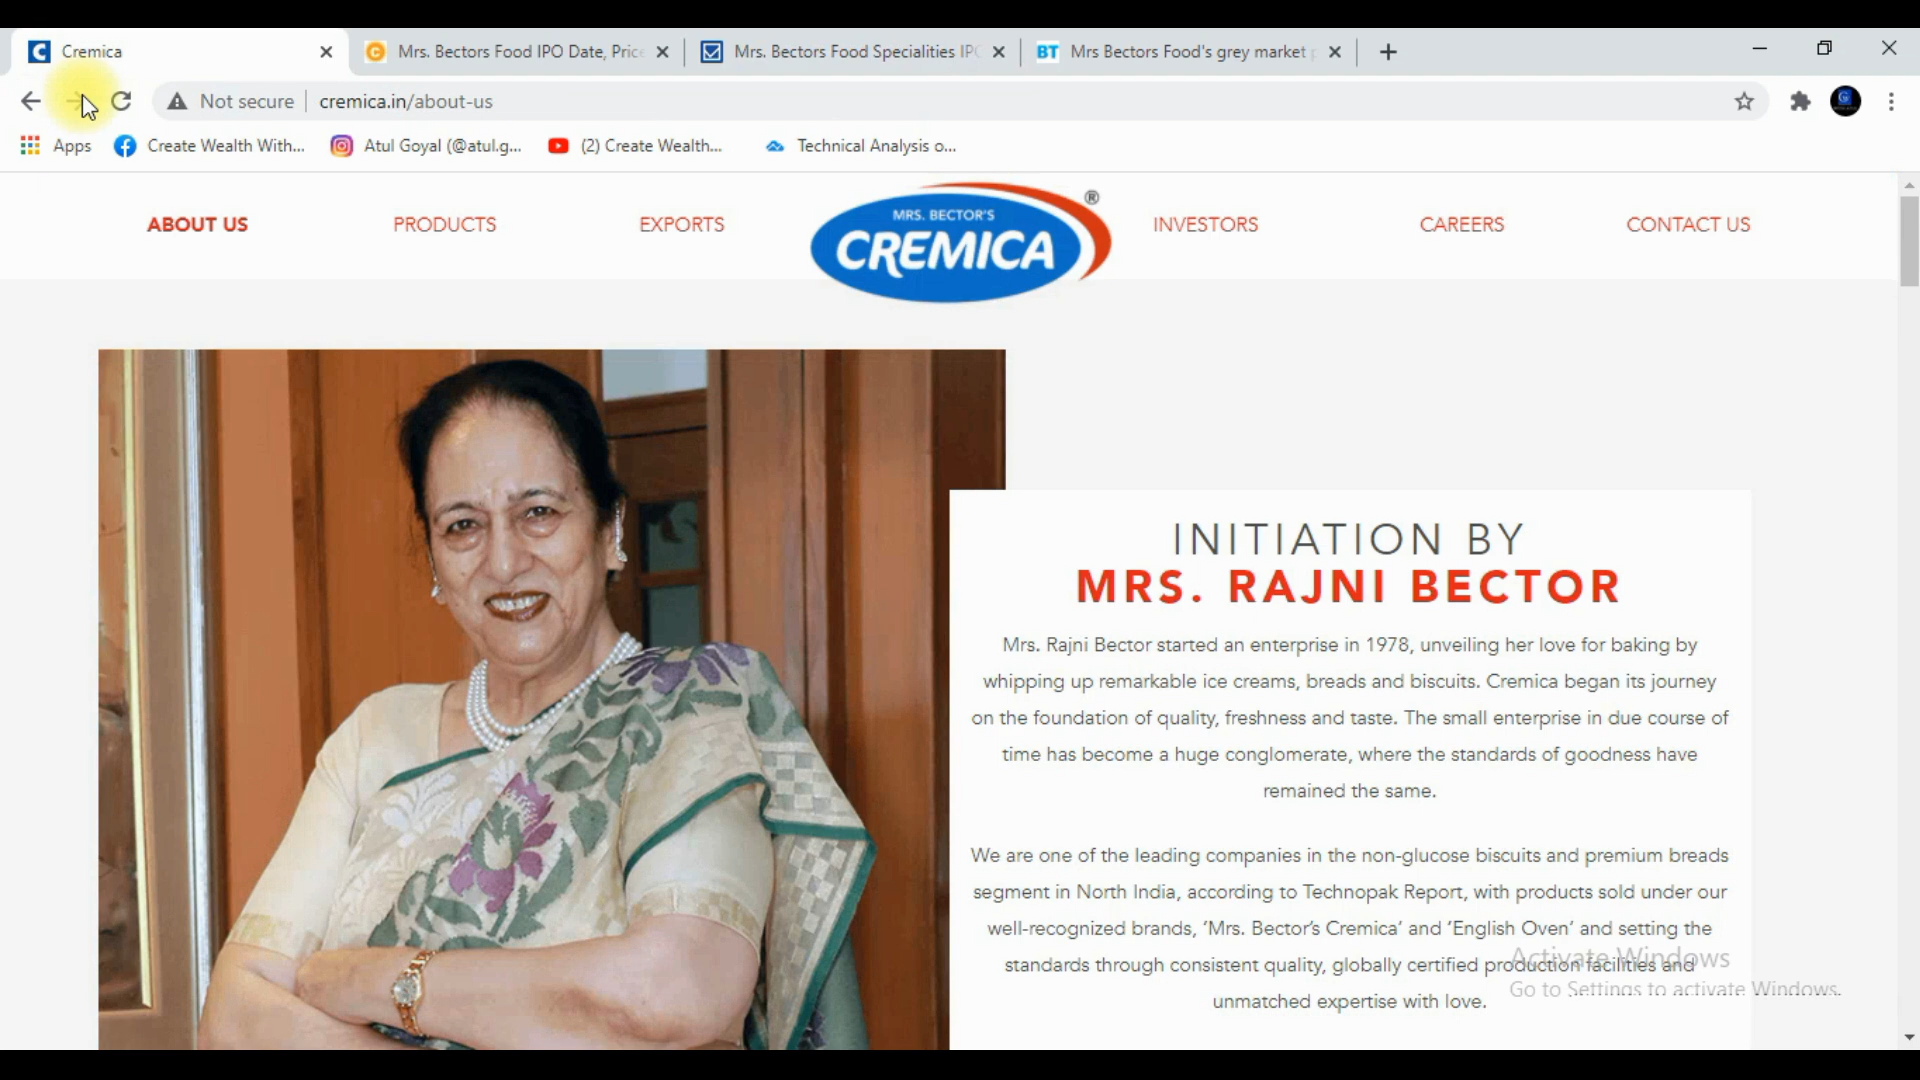 Cremica
Mrs. Bectors Food IPO Date, Price
Mrs. Bectors Food Specialities IPO
BT Mrs Bectors Food's grey market p
Not secure
cremica.in/about-us
Apps
Create Wealth With...
Atul Goyal (@atul.g...
(2) Create Wealth...
Technical Analysis o...
ABOUT US
PRODUCTS
EXPORTS
MRS. BECTOR'S
CREMICA
®
INVESTORS
CAREERS
CONTACT US
INITIATION BY
MRS. RAJNI BECTOR
Mrs. Rajni Bector started an enterprise in 1978, unveiling her love for baking by
whipping up remarkable ice creams, breads and biscuits. Cremica began its journey
on the foundation of quality, freshness and taste. The small enterprise in due course of
time has become a huge conglomerate, where the standards of goodness have
remained the same.
We are one of the leading companies in the non-glucose biscuits and premium breads
segment in North India, according to Technopak Report, with products sold under our
well-recognized brands, ‘Mrs. Bector’s Cremica’ and ‘English Oven’ and setting the
standards through consistent quality, globally certified production facilities and
unmatched expertise with love.
Activate Windows
Go to Settings to activate Windows.